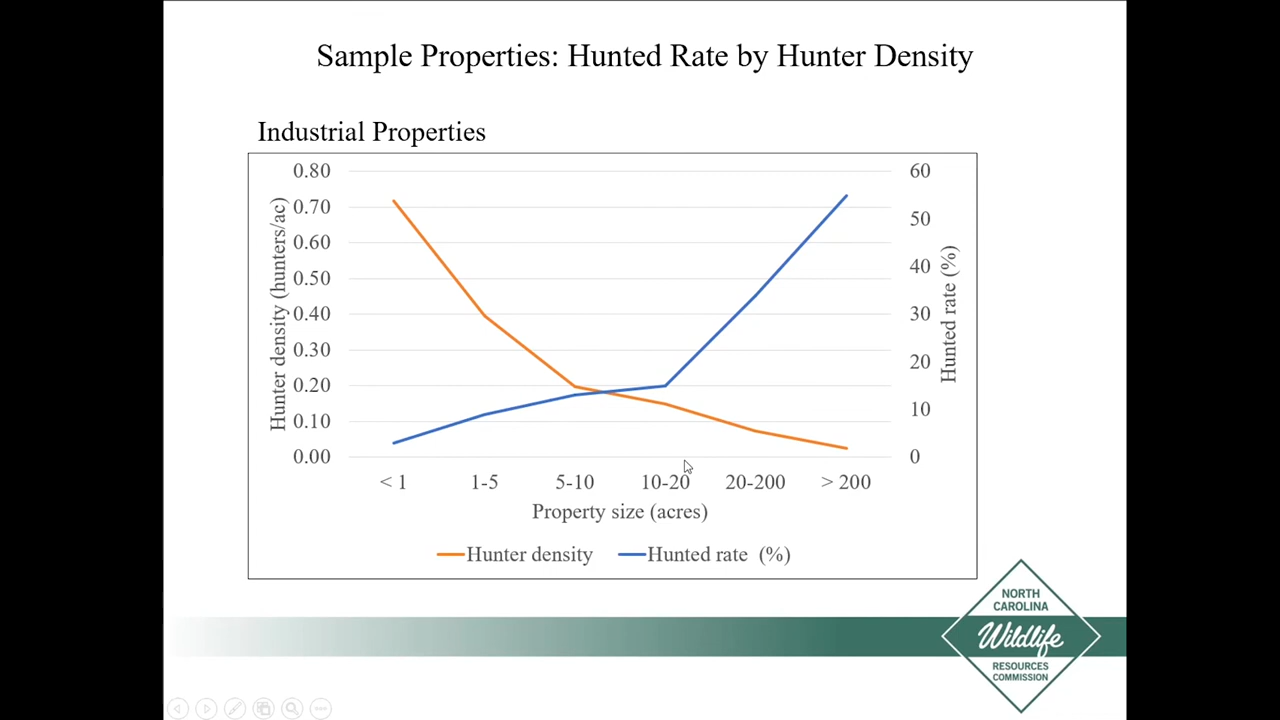 Sample Properties: Hunted Rate by Hunter Density
Industrial Properties
Hunter density (hunters/ac)
0.80
0.70
0.60
0.50
0.40
0.30
0.20
0.10
0.00
60
50
40
30
20
10
0
Hunted rate (%)
< 1 1-5 5-10 10-20 20-200 > 200
Property size (acres)
Hunter density Hunted rate (%)
NORTH
CAROLINA
Wildlife
RESOURCES
COMMISSION